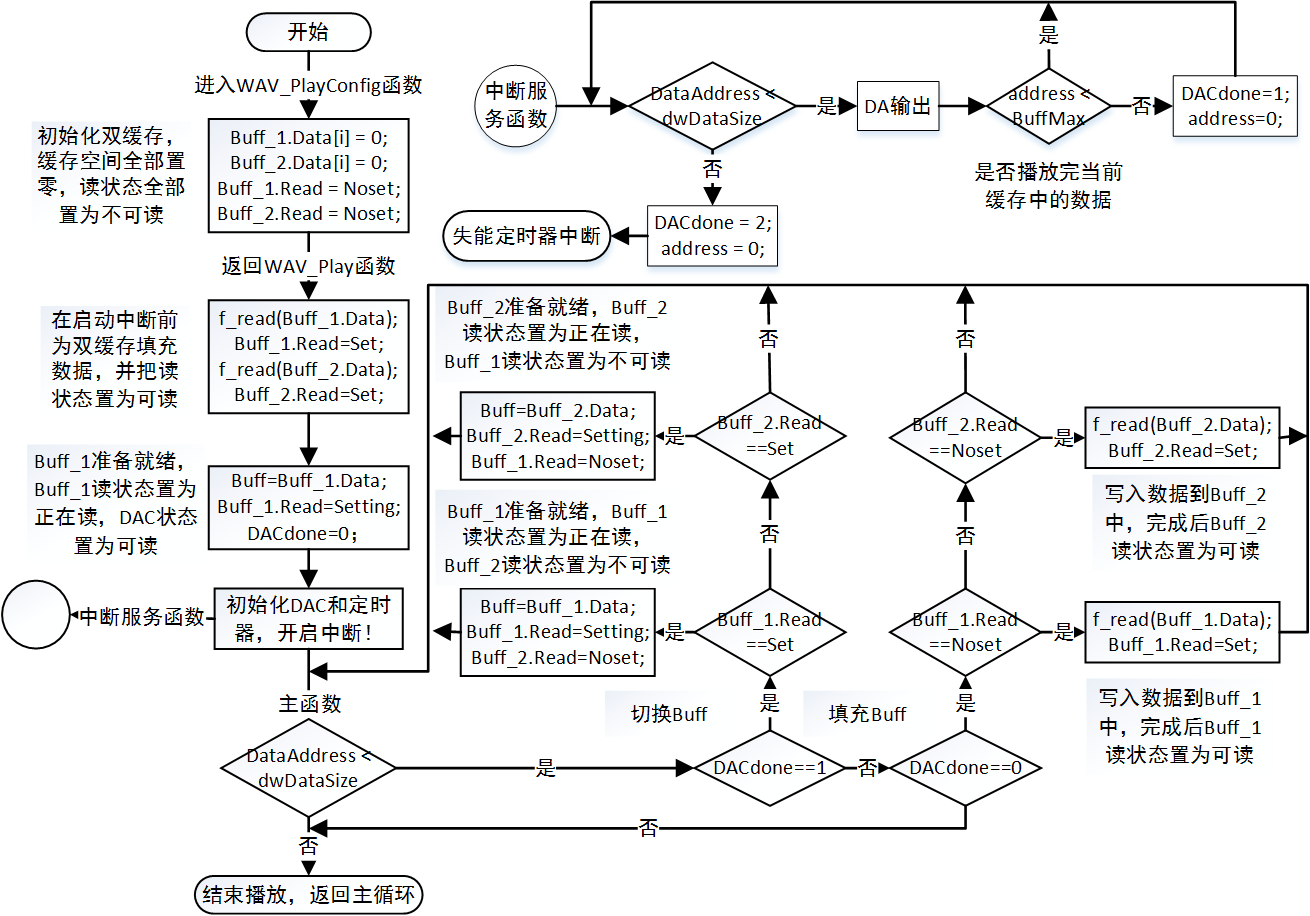 开始
进入WAV_PlayConfig函数
初始化双缓存，
缓存空间全部置
零，读状态全部
置为不可读
Buff_1.Data[i] = 0;
Buff_2.Data[i] = 0;
Buff_1.Read = Noset;
Buff_2.Read = Noset;
返回WAV_Play函数
在启动中断前
为双缓存填充
数据，并把读
状态置为可读
f_read(Buff_1.Data);
Buff_1.Read=Set;
f_read(Buff_2.Data);
Buff_2.Read=Set;
Buff_1准备就绪，
Buff_1读状态置为
正在读，DAC状态
置为可读
Buff=Buff_1.Data;
Buff_1.Read=Setting;
DACdone=0；
中断服务函数
初始化DAC和定时
器，开启中断！
主函数
DataAddress <
dwDataSize
是
否
结束播放，返回主循环
中断服
务函数
DataAddress <
dwDataSize
是
DA输出
address <
BuffMax
是
否
DACdone=1;
address=0;
是否播放完当前
缓存中的数据
否
DACdone = 2;
address = 0;
失能定时器中断
Buff_2准备就绪，Buff_2
读状态置为正在读，
Buff_1读状态置为不可读
否
否
Buff=Buff_2.Data;
Buff_2.Read=Setting;
Buff_1.Read=Noset;
是
Buff_2.Read
==Set
Buff_2.Read
==Noset
是
f_read(Buff_2.Data);
Buff_2.Read=Set;
写入数据到Buff_2
中，完成后Buff_2
读状态置为可读
Buff_1准备就绪，Buff_1
读状态置为正在读，
Buff_2读状态置为不可读
否
否
Buff=Buff_1.Data;
Buff_1.Read=Setting;
Buff_2.Read=Noset;
是
Buff_1.Read
==Set
Buff_1.Read
==Noset
是
f_read(Buff_1.Data);
Buff_1.Read=Set;
写入数据到Buff_1
中，完成后Buff_1
读状态置为可读
切换Buff
是
填充Buff
是
DACdone==1
否
DACdone==0
否